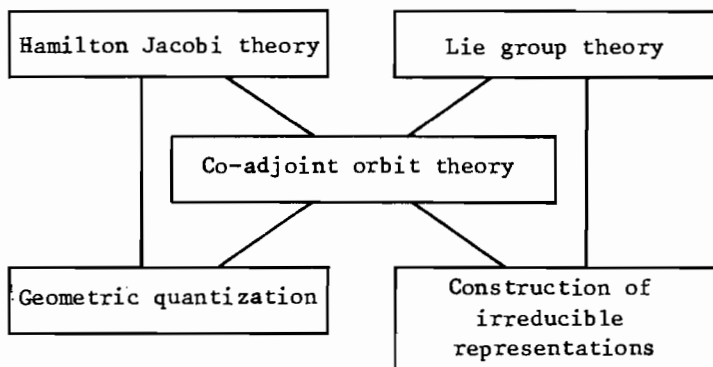 Hamilton Jacobi theory
Lie group theory
Co-adjoint orbit theory
Geometric quantization
Construction of
irreducible
representations